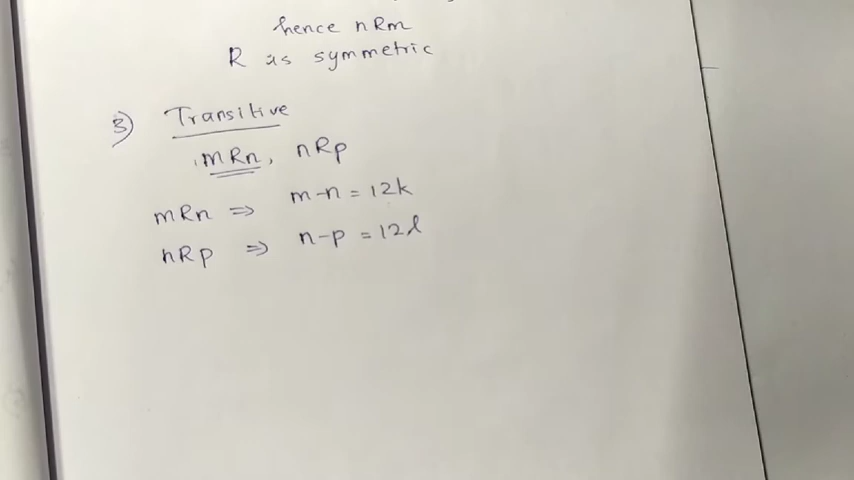 hence nRm
R is symmetric
3) Transitive
mRn, nRp
mRn ⇒ m-n = 12k
nRp ⇒ n-p = 12l